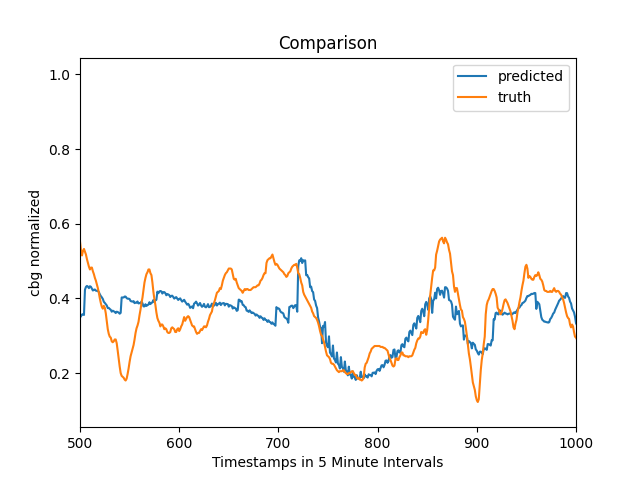 Comparison
predicted
truth
1.0
0.8
0.6
0.4
0.2
cbg normalized
500
600
700
800
900
1000
Timestamps in 5 Minute Intervals